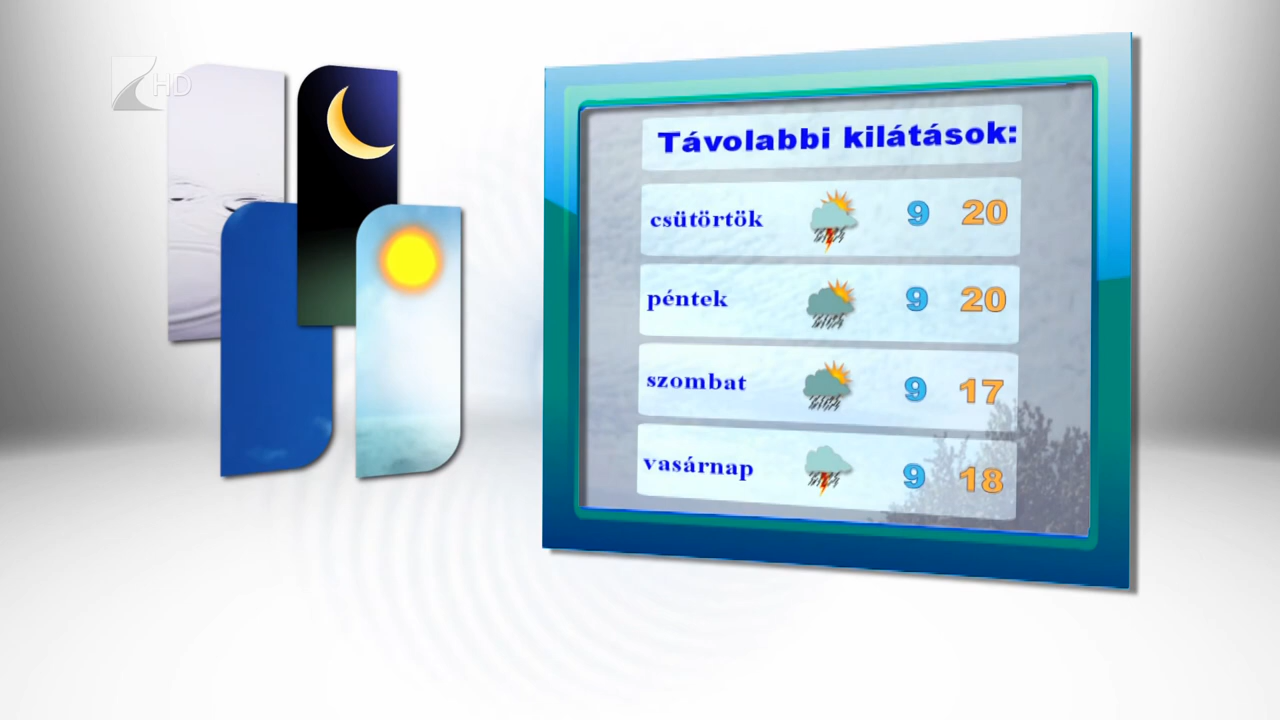 HD
Távolabbi kilátások:
csütörtök 9 20
péntek 9 20
szombat 9 17
vasárnap 9 18